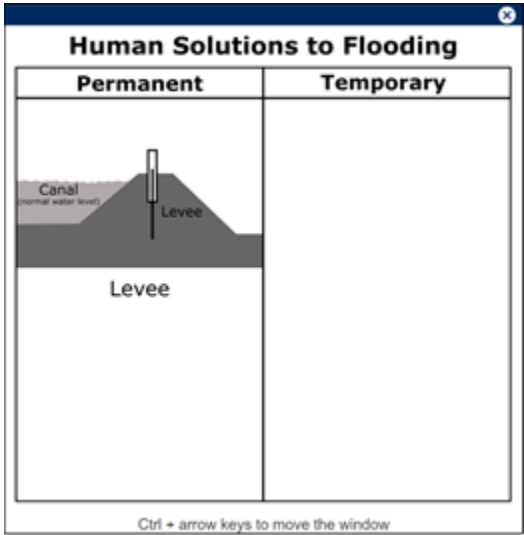 Human Solutions to Flooding
Permanent
Temporary
Canal
(normal water level)
Levee
Levee
Ctrl + arrow keys to move the window